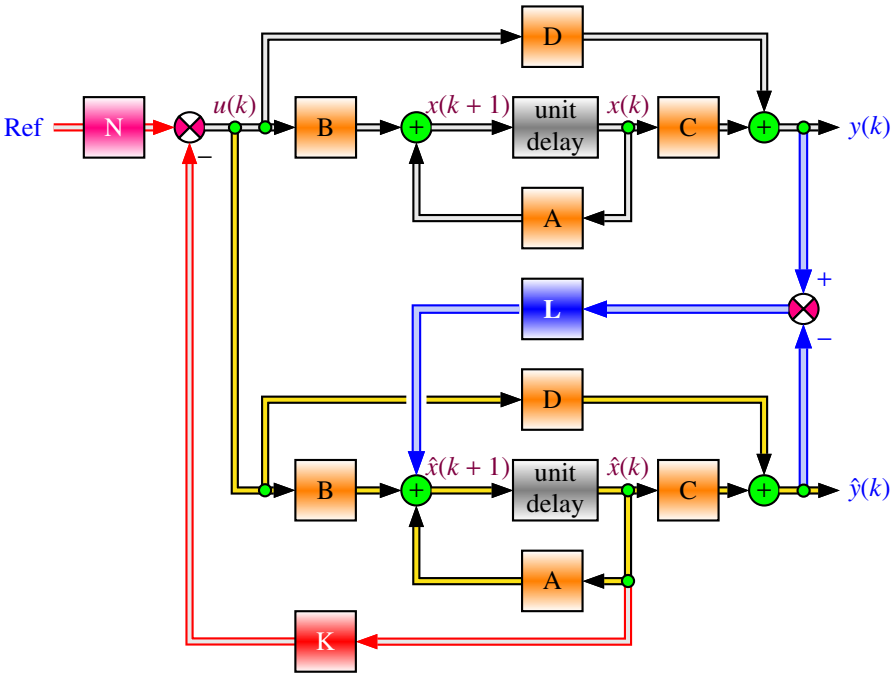 D
u(k)
x(k + 1)
unit
delay
x(k)
Ref
N
B
+
C
+
y(k)
−
A
+
L
−
D
x̂(k + 1)
unit
delay
x̂(k)
B
+
C
+
ŷ(k)
A
K